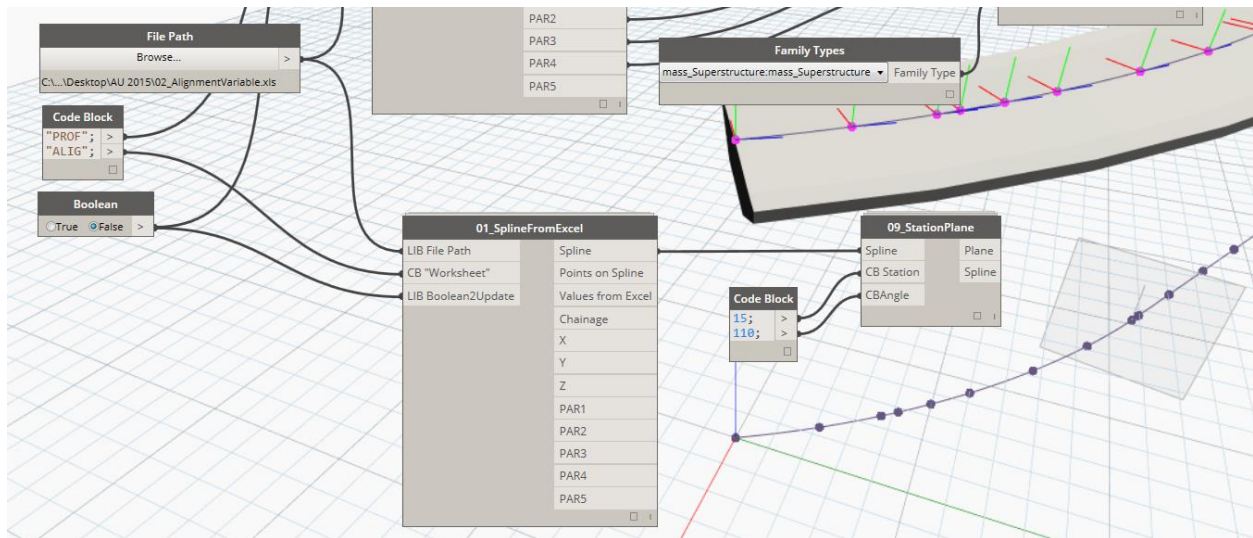 File Path
Browse...
>
C:\...\Desktop\AU 2015\02_AlignmentVariable.xls
Code Block
"PROF"; >
"ALIG"; >
Boolean
True False >
PAR2
PAR3
PAR4
PAR5
Family Types
mass_Superstructure:mass_Superstructure Family Type
01_SplineFromExcel
LIB File Path Spline
CB "Worksheet" Points on Spline
LIB Boolean2Update Values from Excel
Chainage
X
Y
Z
PAR1
PAR2
PAR3
PAR4
PAR5
Code Block
15; >
110; >
09_StationPlane
Spline Plane
CB Station Spline
CBAngle